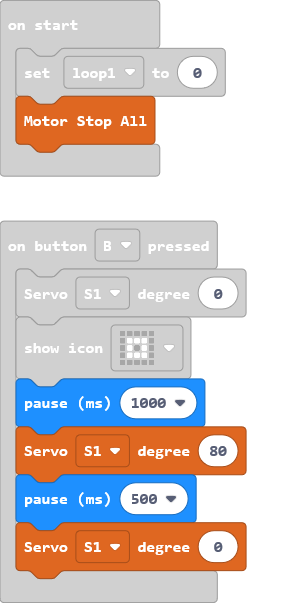 on start
set loop1 to 0
Motor Stop All
on button B pressed
Servo S1 degree 0
show icon
pause (ms) 1000
Servo S1 degree 80
pause (ms) 500
Servo S1 degree 0